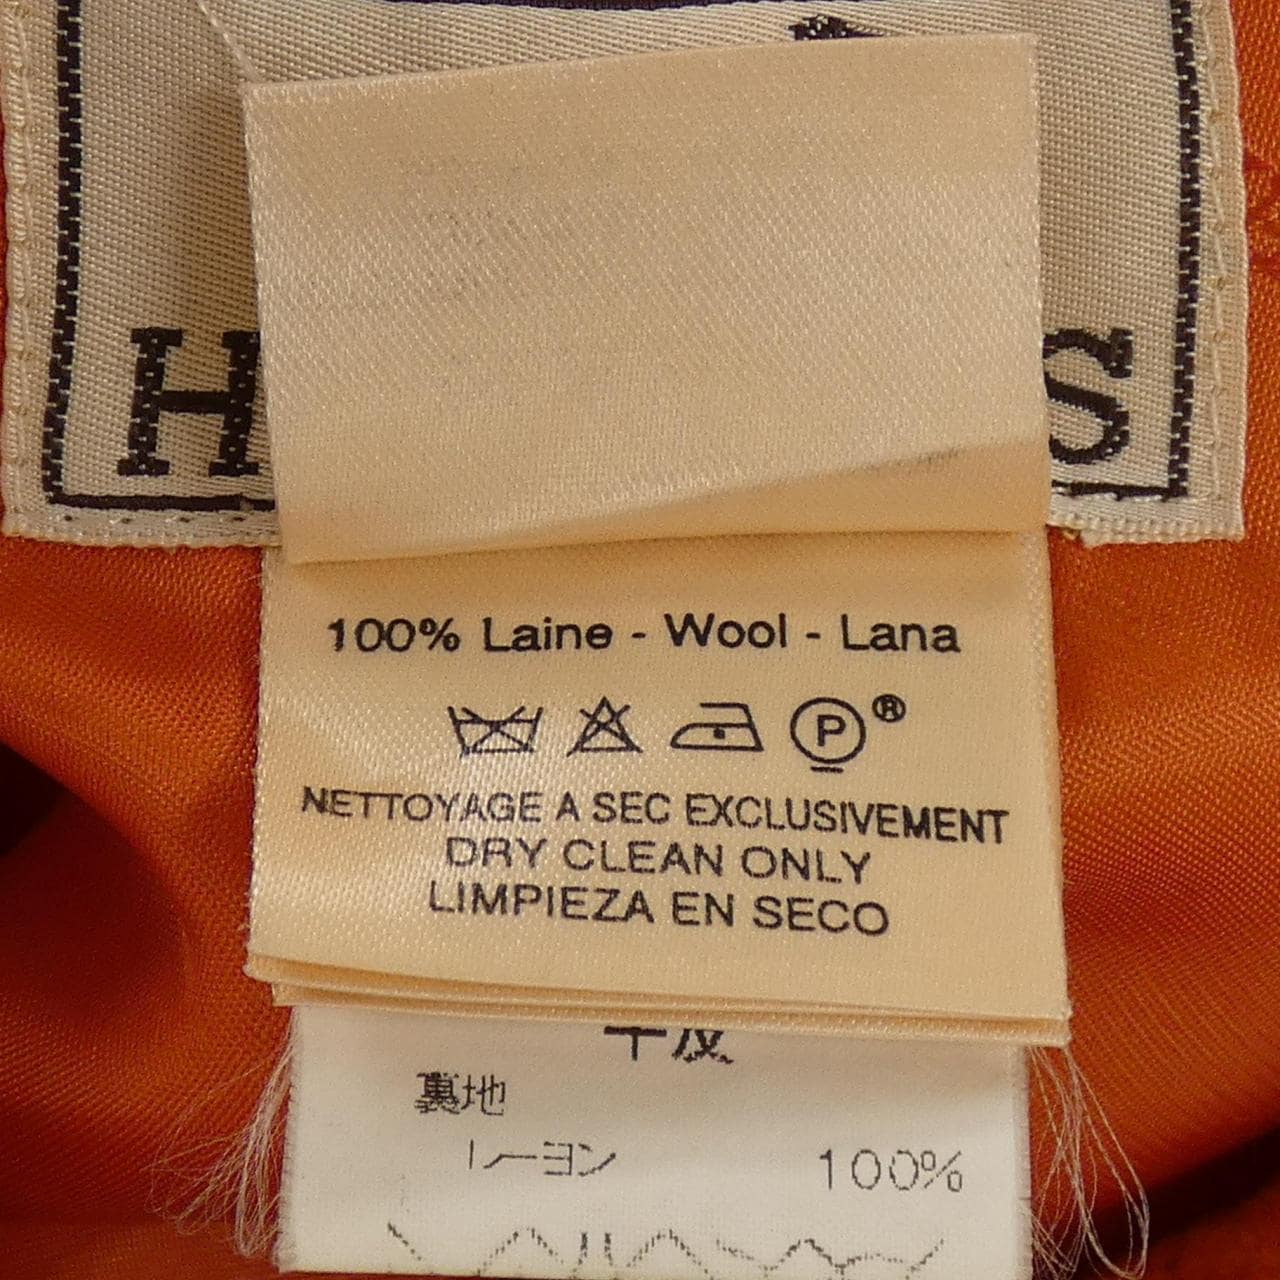 100% Laine - Wool - Lana
P®
NETTOYAGE A SEC EXCLUSIVEMENT
DRY CLEAN ONLY
LIMPIEZA EN SECO
裏地
レーヨン 100%